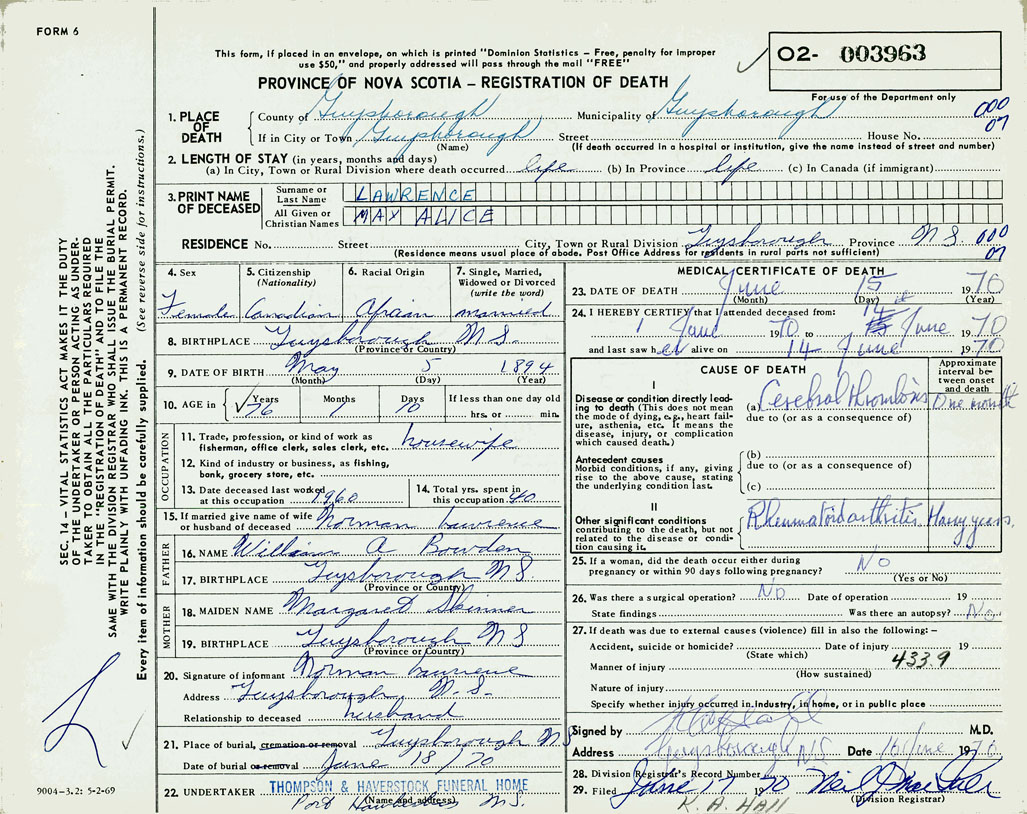 FORM 6
This form, if placed in an envelope, on which is printed "Dominion Statistics – Free, penalty for improper
use $50," and properly addressed will pass through the mail "FREE"
PROVINCE OF NOVA SCOTIA – REGISTRATION OF DEATH
02- 003963
For use of the Department only
SEC. 14 – VITAL STATISTICS ACT MAKES IT THE DUTY
OF THE UNDERTAKER OR PERSON ACTING AS UNDER-
TAKER TO OBTAIN ALL THE PARTICULARS REQUIRED
IN THE "REGISTRATION OF DEATH" AND TO FILE THE
SAME WITH THE DIVISION REGISTRAR WHO SHALL ISSUE THE BURIAL PERMIT.
WRITE PLAINLY WITH UNFADING INK. THIS IS A PERMANENT RECORD.
Every item of information should be carefully supplied. (See reverse side for instructions.)
1. PLACE OF DEATH
County of Guysborough Municipality of Guysborough 000
07
If in City or Town Guysborough Street House No.
(Name) (If death occurred in a hospital or institution, give the name instead of street and number)
2. LENGTH OF STAY (in years, months and days)
(a) In City, Town or Rural Division where death occurred life (b) In Province life (c) In Canada (if immigrant)
3. PRINT NAME OF DECEASED
Surname or Last Name LAWRENCE
All Given or Christian Names MAY ALICE
RESIDENCE No. Street City, Town or Rural Division Guysborough Province N S. 000
07
(Residence means usual place of abode. Post Office Address for residents in rural parts not sufficient)
4. Sex Female
5. Citizenship (Nationality) Canadian
6. Racial Origin African
7. Single, Married, Widowed or Divorced (write the word) married
8. BIRTHPLACE Guysborough N S.
(Province or Country)
9. DATE OF BIRTH May 5 1894
(Month) (Day) (Year)
10. AGE in Years 76 Months 1 Days 10 If less than one day old
hrs. or min.
OCCUPATION
11. Trade, profession, or kind of work as fisherman, office clerk, sales clerk, etc. housewife
12. Kind of industry or business, as fishing, bank, grocery store, etc.
13. Date deceased last worked at this occupation 1960
14. Total yrs. spent in this occupation 40
15. If married give name of wife or husband of deceased Norman Lawrence
FATHER
16. NAME William A Bowden
17. BIRTHPLACE Guysborough N S.
(Province or Country)
MOTHER
18. MAIDEN NAME Margaret Skinner
19. BIRTHPLACE Guysborough N S
(Province or Country)
20. Signature of informant Norman Lawrence
Address Guysborough N. S.
Relationship to deceased husband
21. Place of burial, cremation or removal Guysborough N S
Date of burial or removal June 18/70
22. UNDERTAKER THOMPSON & HAVERSTOCK FUNERAL HOME
(Name and address)
Port N S.
9004-3.2: 5-2-69
MEDICAL CERTIFICATE OF DEATH
23. DATE OF DEATH June 15 1970
(Month) (Day) (Year)
24. I HEREBY CERTIFY that I attended deceased from:
1 June 1970 to 14 June 1970
and last saw her alive on 14 June 1970
CAUSE OF DEATH
Approximate interval between onset and death
I
Disease or condition directly leading to death (This does not mean the mode of dying, e.g., heart failure, asthenia, etc. It means the disease, injury, or complication which caused death.)
(a) Cerebral thrombosis One month
due to (or as a consequence of)
Antecedent causes
Morbid conditions, if any, giving rise to the above cause, stating the underlying condition last.
(b)
due to (or as a consequence of)
(c)
II
Other significant conditions contributing to the death, but not related to the disease or condition causing it.
Rheumatoid arthritis Many years.
25. If a woman, did the death occur either during
pregnancy or within 90 days following pregnancy? No
(Yes or No)
26. Was there a surgical operation? No Date of operation 19
State findings Was there an autopsy? No
27. If death was due to external causes (violence) fill in also the following: –
Accident, suicide or homicide? Date of injury 19
(State which)
433.9
Manner of injury
(How sustained)
Nature of injury
Specify whether injury occurred in industry, in home, or in public place
Signed by M.D.
Address Guysborough N.S Date 16 June 1970
28. Division Registrar's Record Number
29. Filed June 17 1970
(Division Registrar)
K. A. HALL